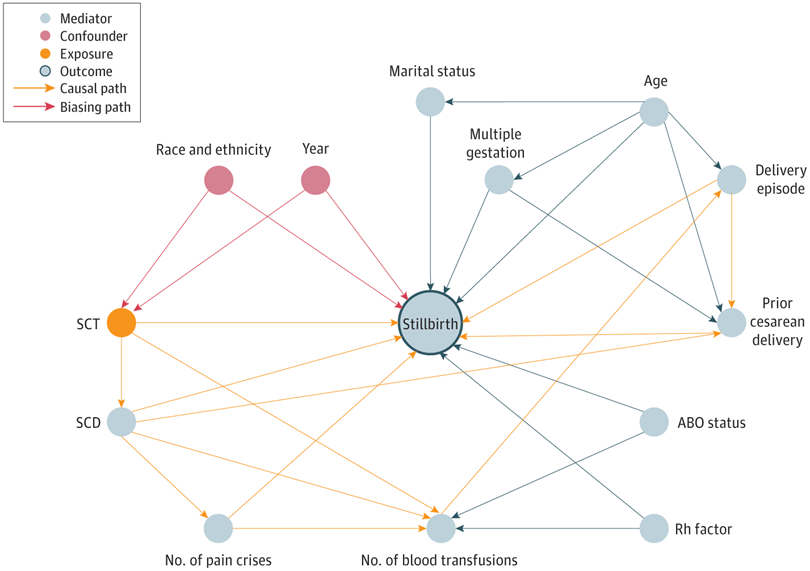 Mediator
Confounder
Exposure
Outcome
Causal path
Biasing path
Marital status
Age
Race and ethnicity
Year
Multiple
gestation
Delivery
episode
SCT
Stillbirth
Prior
cesarean
delivery
SCD
ABO status
No. of pain crises
No. of blood transfusions
Rh factor